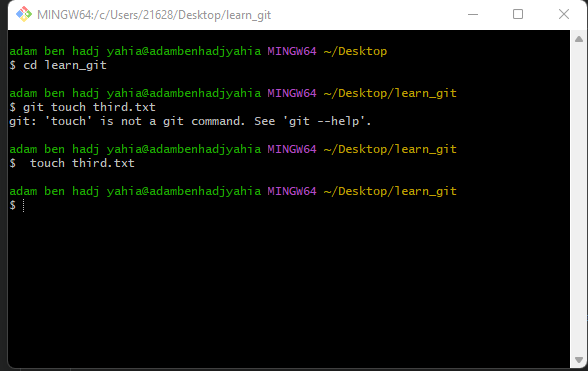 MINGW64:/c/Users/21628/Desktop/learn_git
adam ben hadj yahia@adambenhadjyahia MINGW64 ~/Desktop
$ cd learn_git
adam ben hadj yahia@adambenhadjyahia MINGW64 ~/Desktop/learn_git
$ git touch third.txt
git: 'touch' is not a git command. See 'git --help'.
adam ben hadj yahia@adambenhadjyahia MINGW64 ~/Desktop/learn_git
$  touch third.txt
adam ben hadj yahia@adambenhadjyahia MINGW64 ~/Desktop/learn_git
$